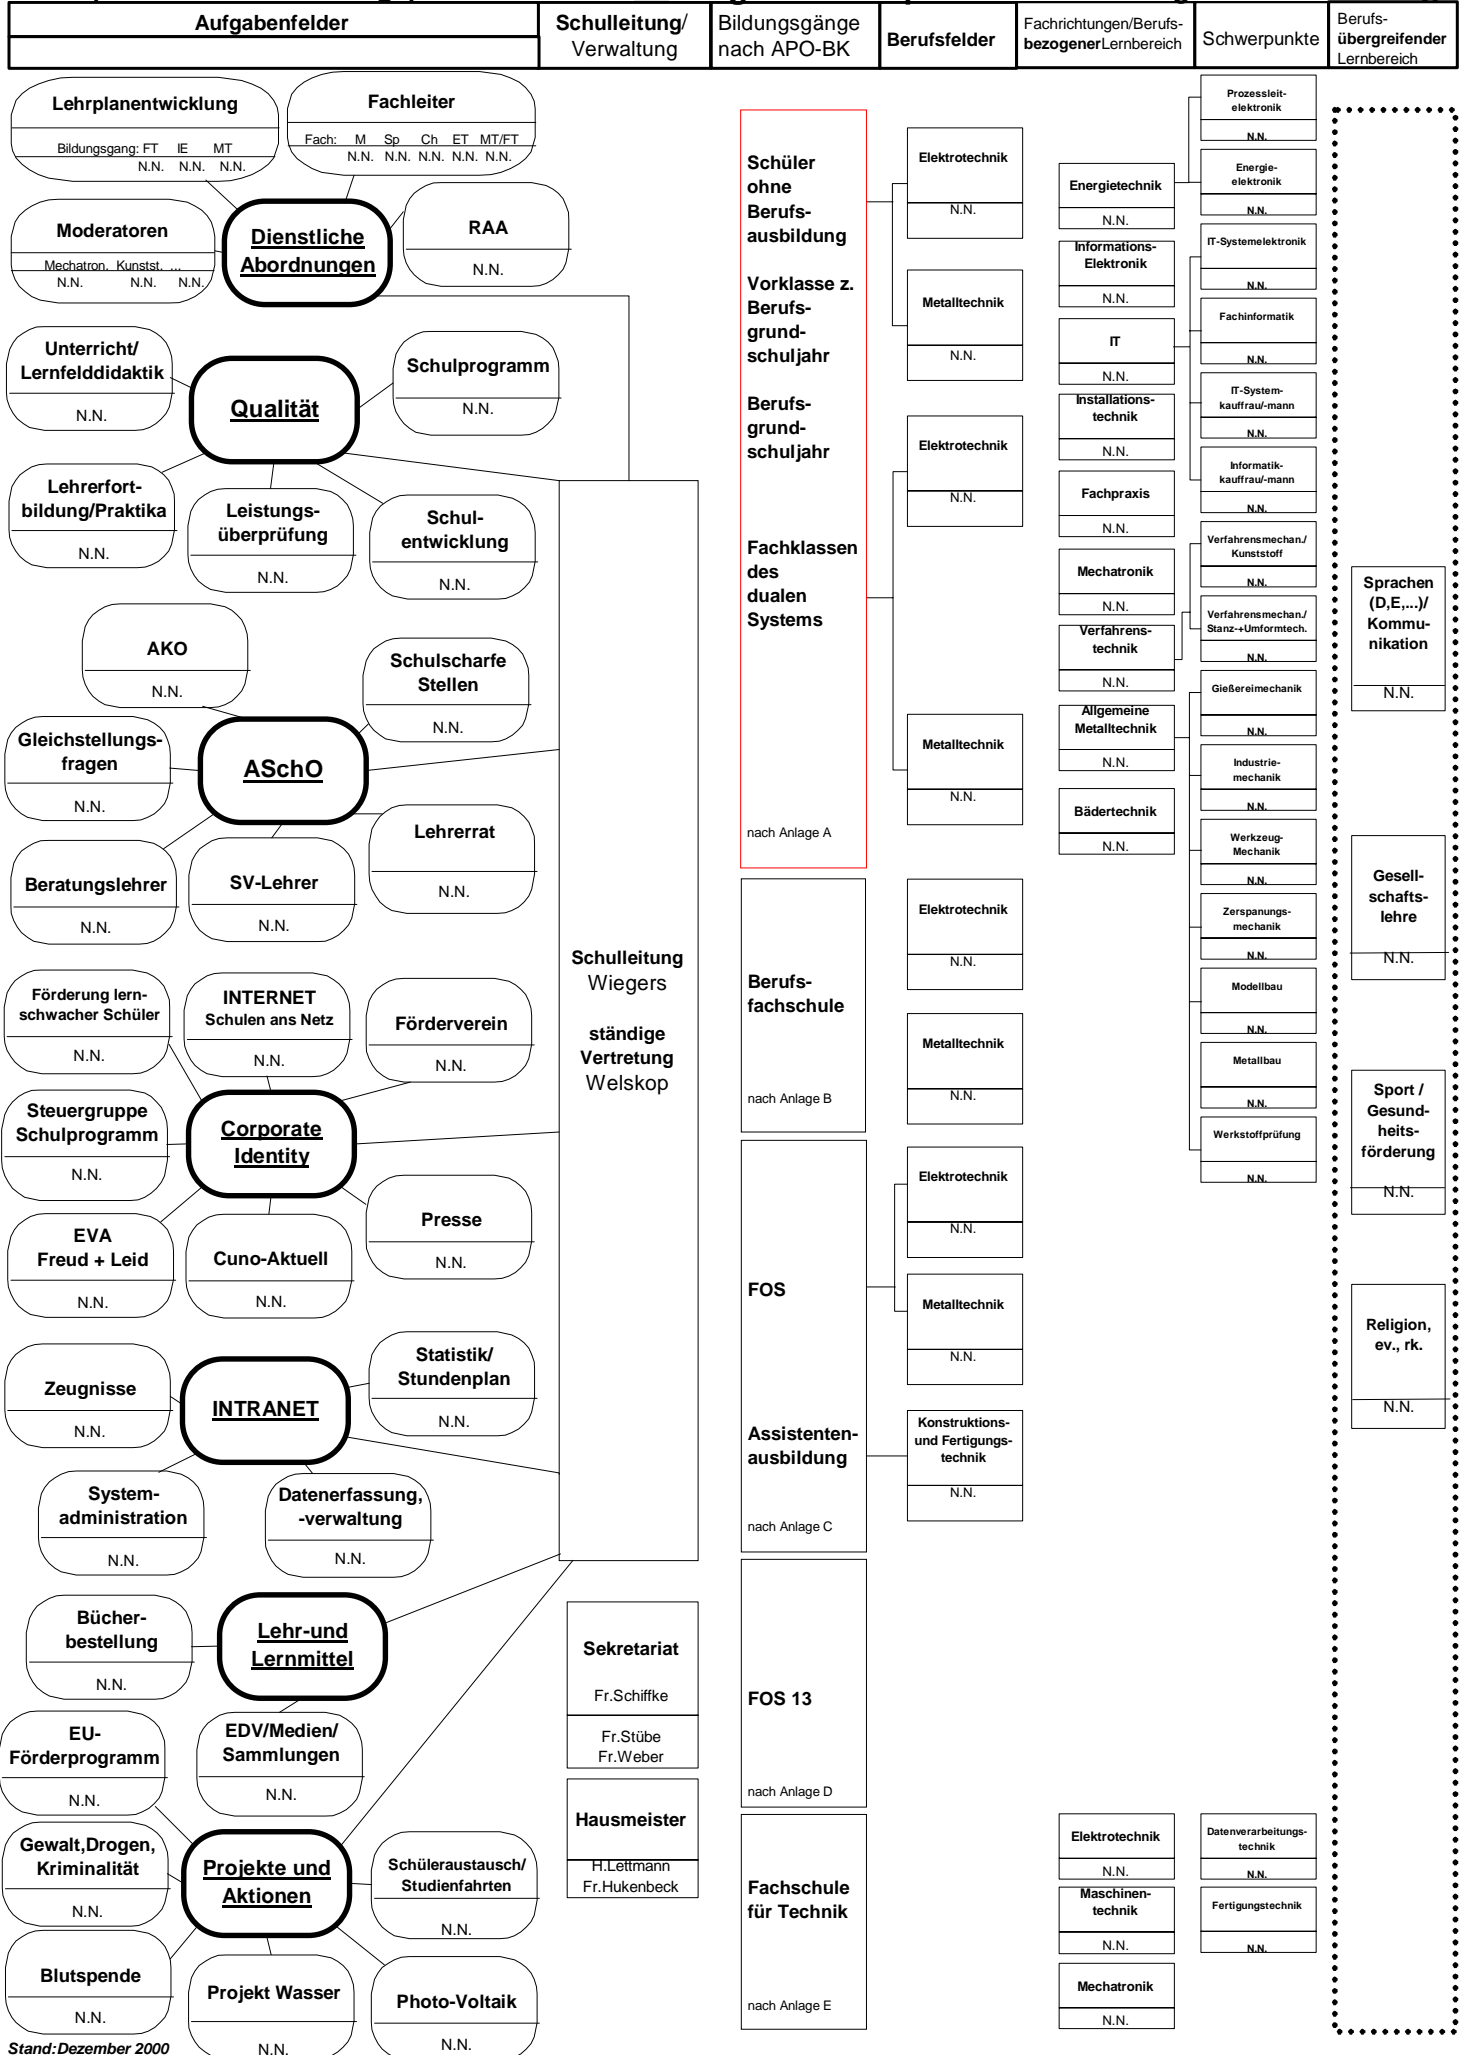 Aufgabenfelder
Schulleitung/
Verwaltung
Bildungsgänge
nach APO-BK
Berufsfelder
Fachrichtungen/Berufs-
bezogenerLernbereich
Schwerpunkte
Berufs-
übergreifender
Lernbereich
Lehrplanentwicklung
Bildungsgang: FT IE MT
N.N. N.N. N.N.
Fachleiter
Fach: M Sp Ch ET MT/FT
N.N. N.N. N.N. N.N. N.N.
Moderatoren
Mechatron. Kunstst. ...
N.N. N.N. N.N.
Dienstliche
Abordnungen
RAA
N.N.
Unterricht/
Lernfelddidaktik
N.N.
Qualität
Schulprogramm
N.N.
Lehrerfort-
bildung/Praktika
N.N.
Leistungs-
überprüfung
N.N.
Schul-
entwicklung
N.N.
AKO
N.N.
Schulscharfe
Stellen
N.N.
Gleichstellungs-
fragen
N.N.
ASchO
Beratungslehrer
N.N.
SV-Lehrer
N.N.
Lehrerrat
N.N.
Förderung lern-
schwacher Schüler
N.N.
INTERNET
Schulen ans Netz
N.N.
Förderverein
N.N.
Steuergruppe
Schulprogramm
N.N.
Corporate
Identity
EVA
Freud + Leid
N.N.
Cuno-Aktuell
N.N.
Presse
N.N.
Zeugnisse
N.N.
INTRANET
Statistik/
Stundenplan
N.N.
System-
administration
N.N.
Datenerfassung,
-verwaltung
N.N.
Bücher-
bestellung
N.N.
Lehr-und
Lernmittel
EU-
Förderprogramm
N.N.
EDV/Medien/
Sammlungen
N.N.
Gewalt,Drogen,
Kriminalität
N.N.
Projekte und
Aktionen
Schüleraustausch/
Studienfahrten
N.N.
Blutspende
N.N.
Projekt Wasser
N.N.
Photo-Voltaik
N.N.
Stand:Dezember 2000
Schulleitung
Wiegers
ständige
Vertretung
Welskop
Sekretariat
Fr.Schiffke
Fr.Stübe
Fr.Weber
Hausmeister
H.Lettmann
Fr.Hukenbeck
Schüler
ohne
Berufs-
ausbildung
Vorklasse z.
Berufs-
grund-
schuljahr
Berufs-
grund-
schuljahr
Fachklassen
des
dualen
Systems
nach Anlage A
Berufs-
fachschule
nach Anlage B
FOS
Assistenten-
ausbildung
nach Anlage C
FOS 13
nach Anlage D
Fachschule
für Technik
nach Anlage E
Elektrotechnik
N.N.
Metalltechnik
N.N.
Elektrotechnik
N.N.
Metalltechnik
N.N.
Elektrotechnik
N.N.
Metalltechnik
N.N.
Elektrotechnik
N.N.
Metalltechnik
N.N.
Konstruktions-
und Fertigungs-
technik
N.N.
Energietechnik
N.N.
Informations-
Elektronik
N.N.
IT
N.N.
Installations-
technik
N.N.
Fachpraxis
N.N.
Mechatronik
N.N.
Verfahrens-
technik
N.N.
Allgemeine
Metalltechnik
N.N.
Bädertechnik
N.N.
Elektrotechnik
N.N.
Maschinen-
technik
N.N.
Mechatronik
N.N.
Prozessleit-
elektronik
N.N.
Energie-
elektronik
N.N.
IT-Systemelektronik
N.N.
Fachinformatik
N.N.
IT-System-
kauffrau/-mann
N.N.
Informatik-
kauffrau/-mann
N.N.
Verfahrensmechan./
Kunststoff
N.N.
Verfahrensmechan./
Stanz-+Umformtech.
N.N.
Gießereimechanik
N.N.
Industrie-
mechanik
N.N.
Werkzeug-
Mechanik
N.N.
Zerspanungs-
mechanik
N.N.
Modellbau
N.N.
Metallbau
N.N.
Werkstoffprüfung
N.N.
Datenverarbeitungs-
technik
N.N.
Fertigungstechnik
N.N.
Sprachen
(D,E,...)/
Kommu-
nikation
N.N.
Gesell-
schafts-
lehre
N.N.
Sport /
Gesund-
heits-
förderung
N.N.
Religion,
ev., rk.
N.N.